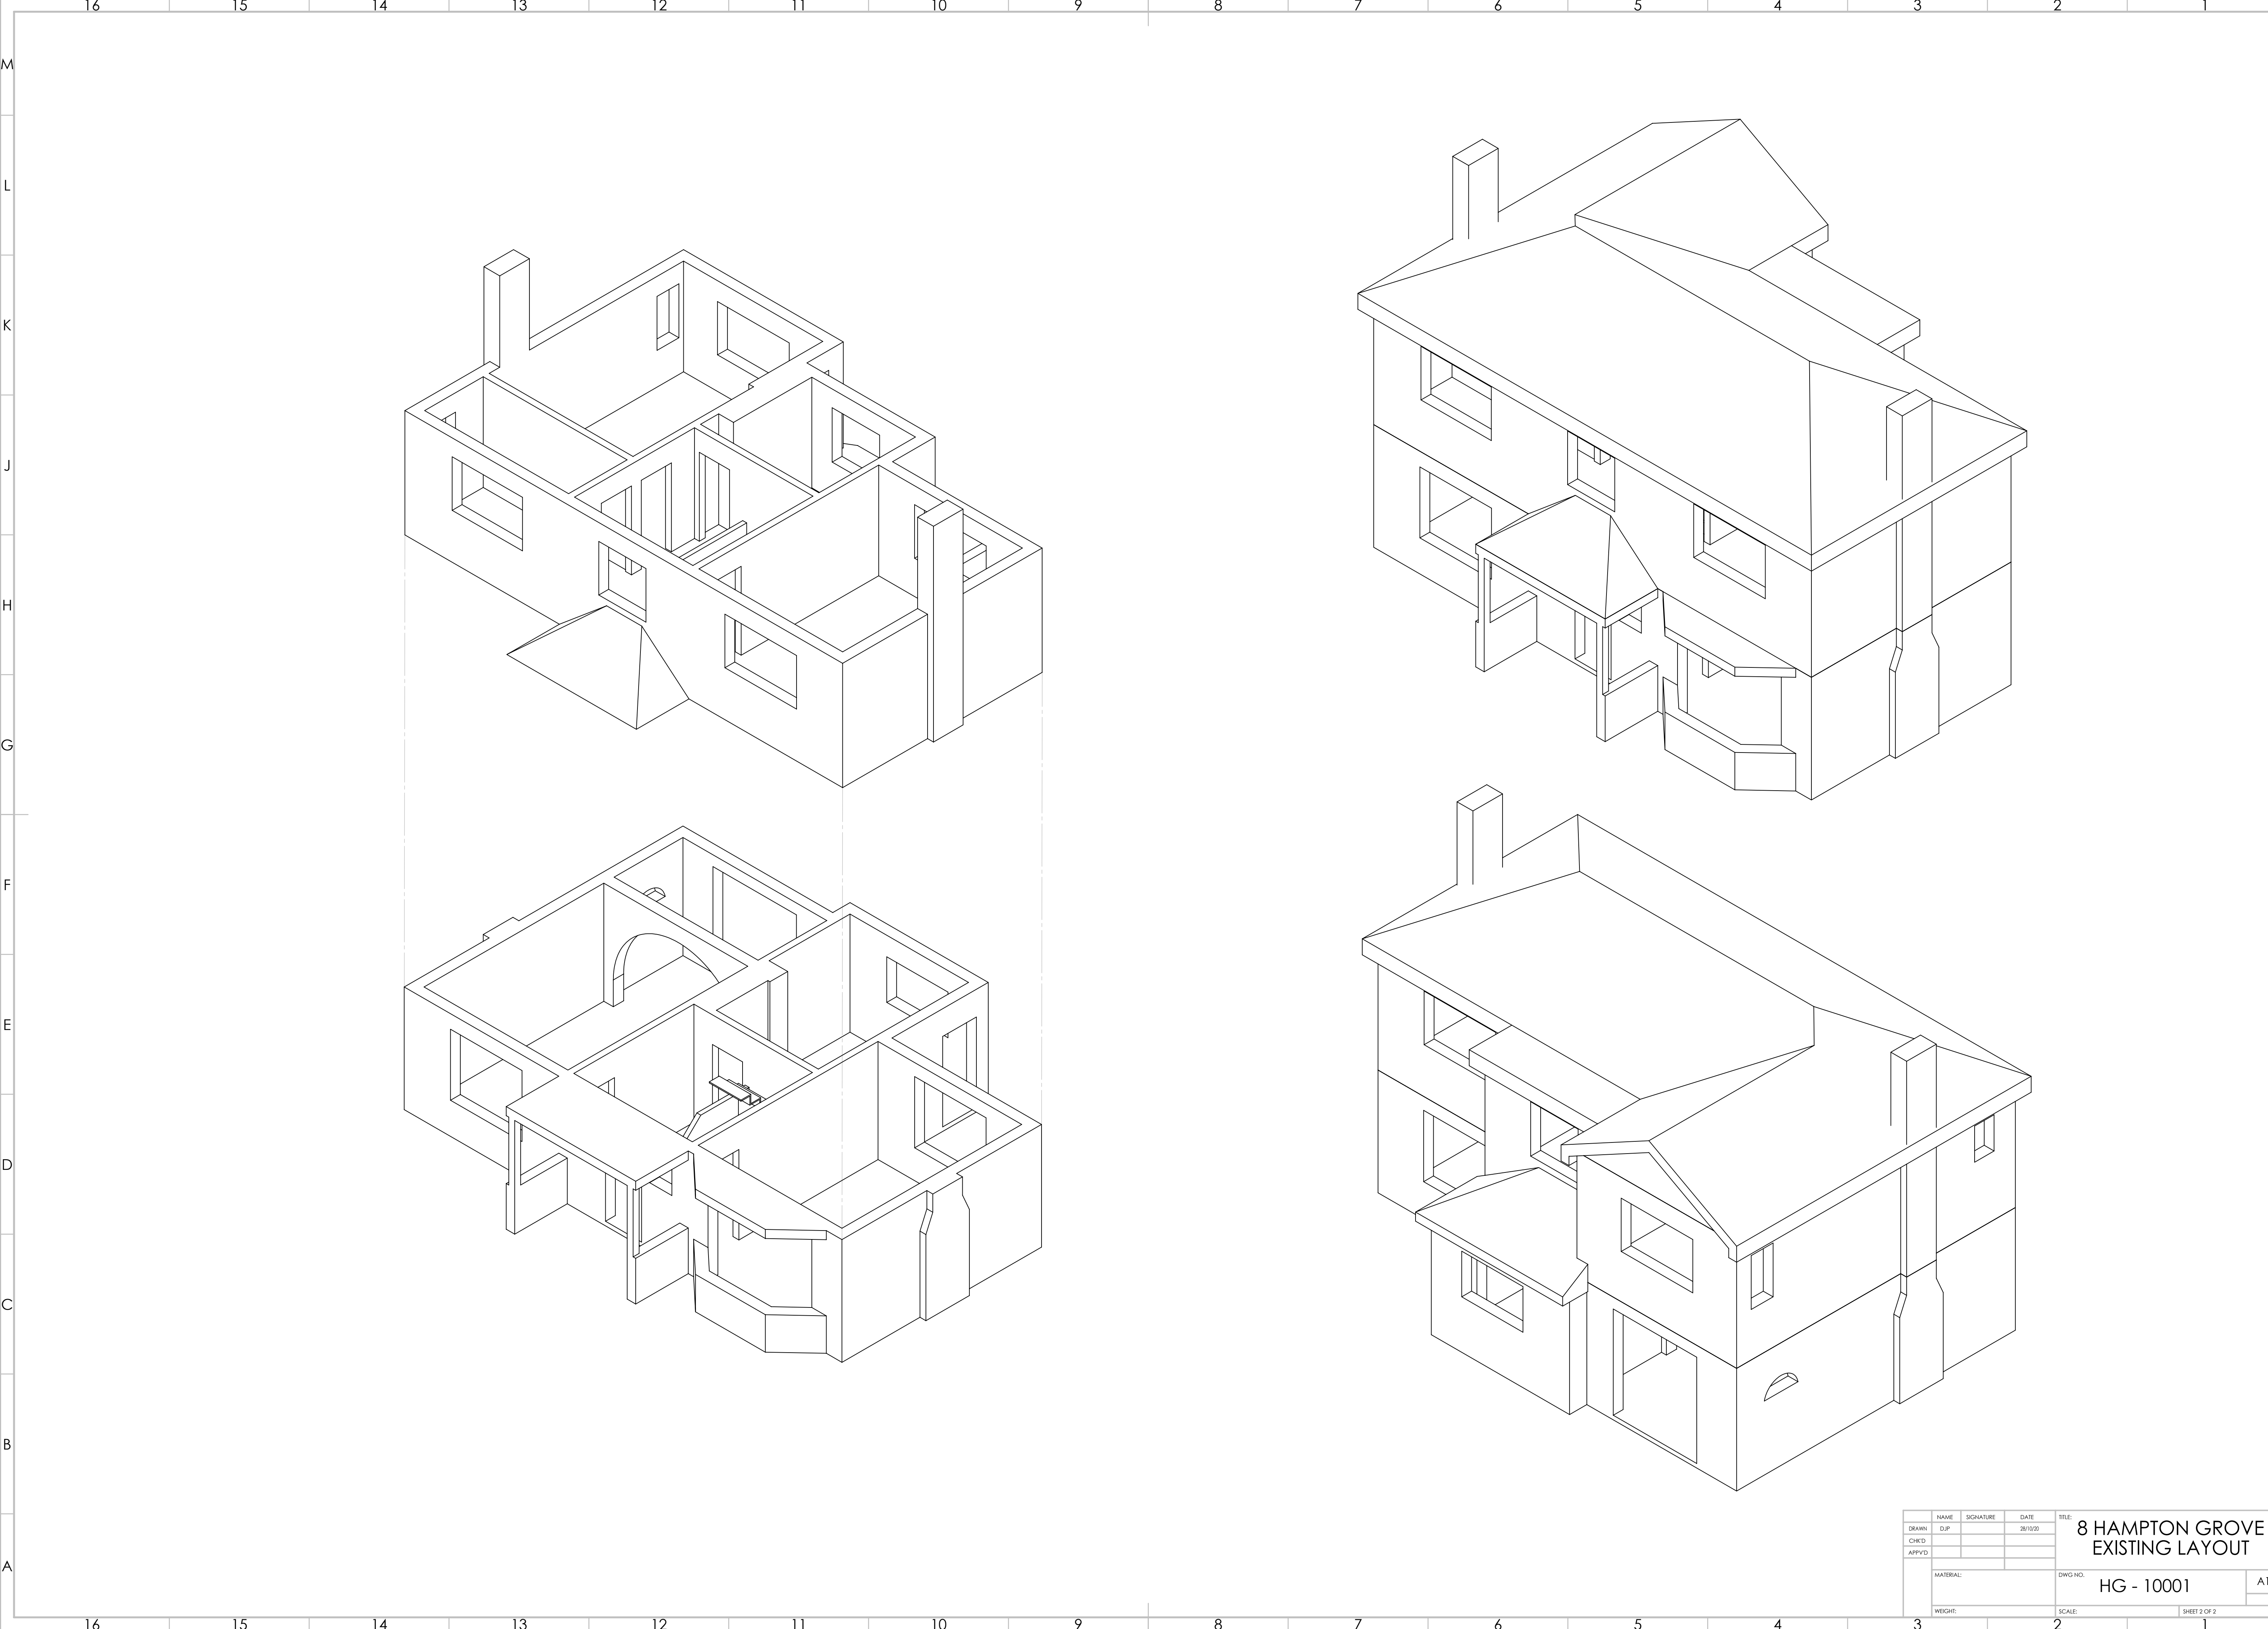 16 15 14 13 12 11 10 9 8 7 6 5 4 3 2 1
M
L
K
J
H
G
F
E
D
C
B
A
NAME SIGNATURE DATE
DRAWN DJP 28/10/20
CHK'D
APPV'D
TITLE:
8 HAMPTON GROVE
EXISTING LAYOUT
MATERIAL:
DWG NO.
HG - 10001
A1
WEIGHT:
SCALE:
SHEET 2 OF 2
16 15 14 13 12 11 10 9 8 7 6 5 4 3 2 1